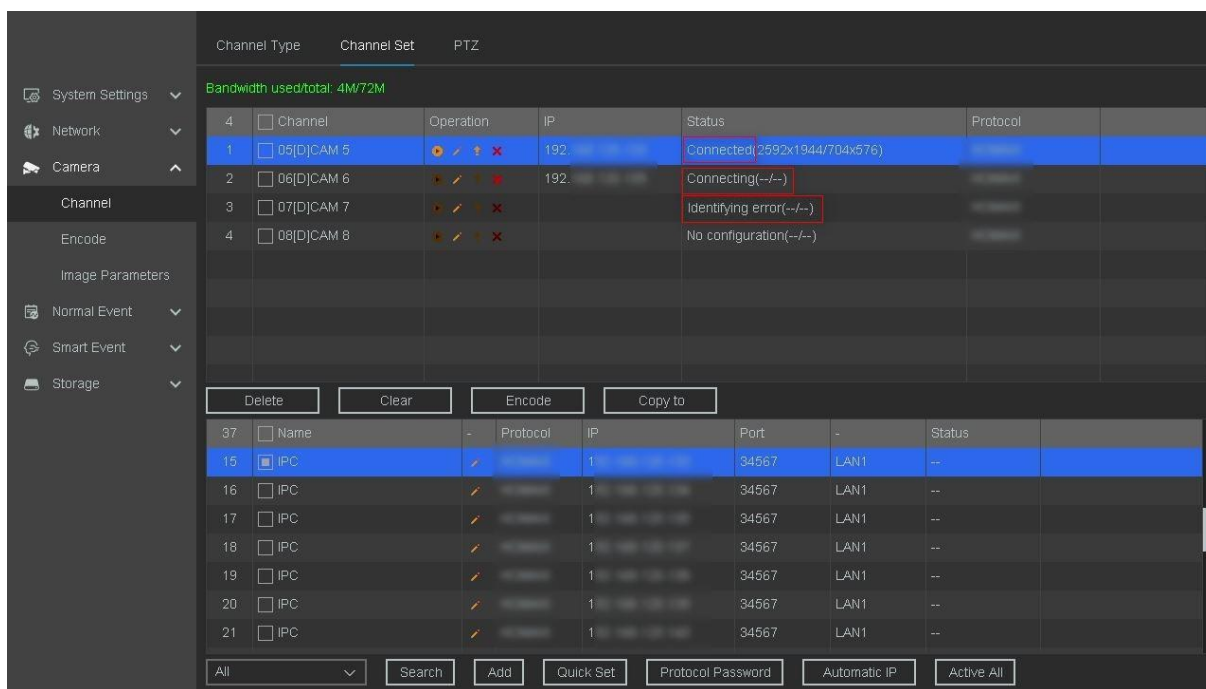 Channel Type Channel Set PTZ
System Settings
Network
Camera
Channel
Encode
Image Parameters
Normal Event
Smart Event
Storage
Bandwidth used/total: 4M/72M
4 Channel Operation IP Status Protocol
1 05[D]CAM 5 192. Connected(2592x1944/704x576)
2 06[D]CAM 6 192. Connecting(--/--)
3 07[D]CAM 7 Identifying error(--/--)
4 08[D]CAM 8 No configuration(--/--)
Delete Clear Encode Copy to
37 Name - Protocol IP Port - Status
15 IPC 1 34567 LAN1 --
16 IPC 1 34567 LAN1 --
17 IPC 1 34567 LAN1 --
18 IPC 1 34567 LAN1 --
19 IPC 1 34567 LAN1 --
20 IPC 1 34567 LAN1 --
21 IPC 1 34567 LAN1 --
All Search Add Quick Set Protocol Password Automatic IP Active All